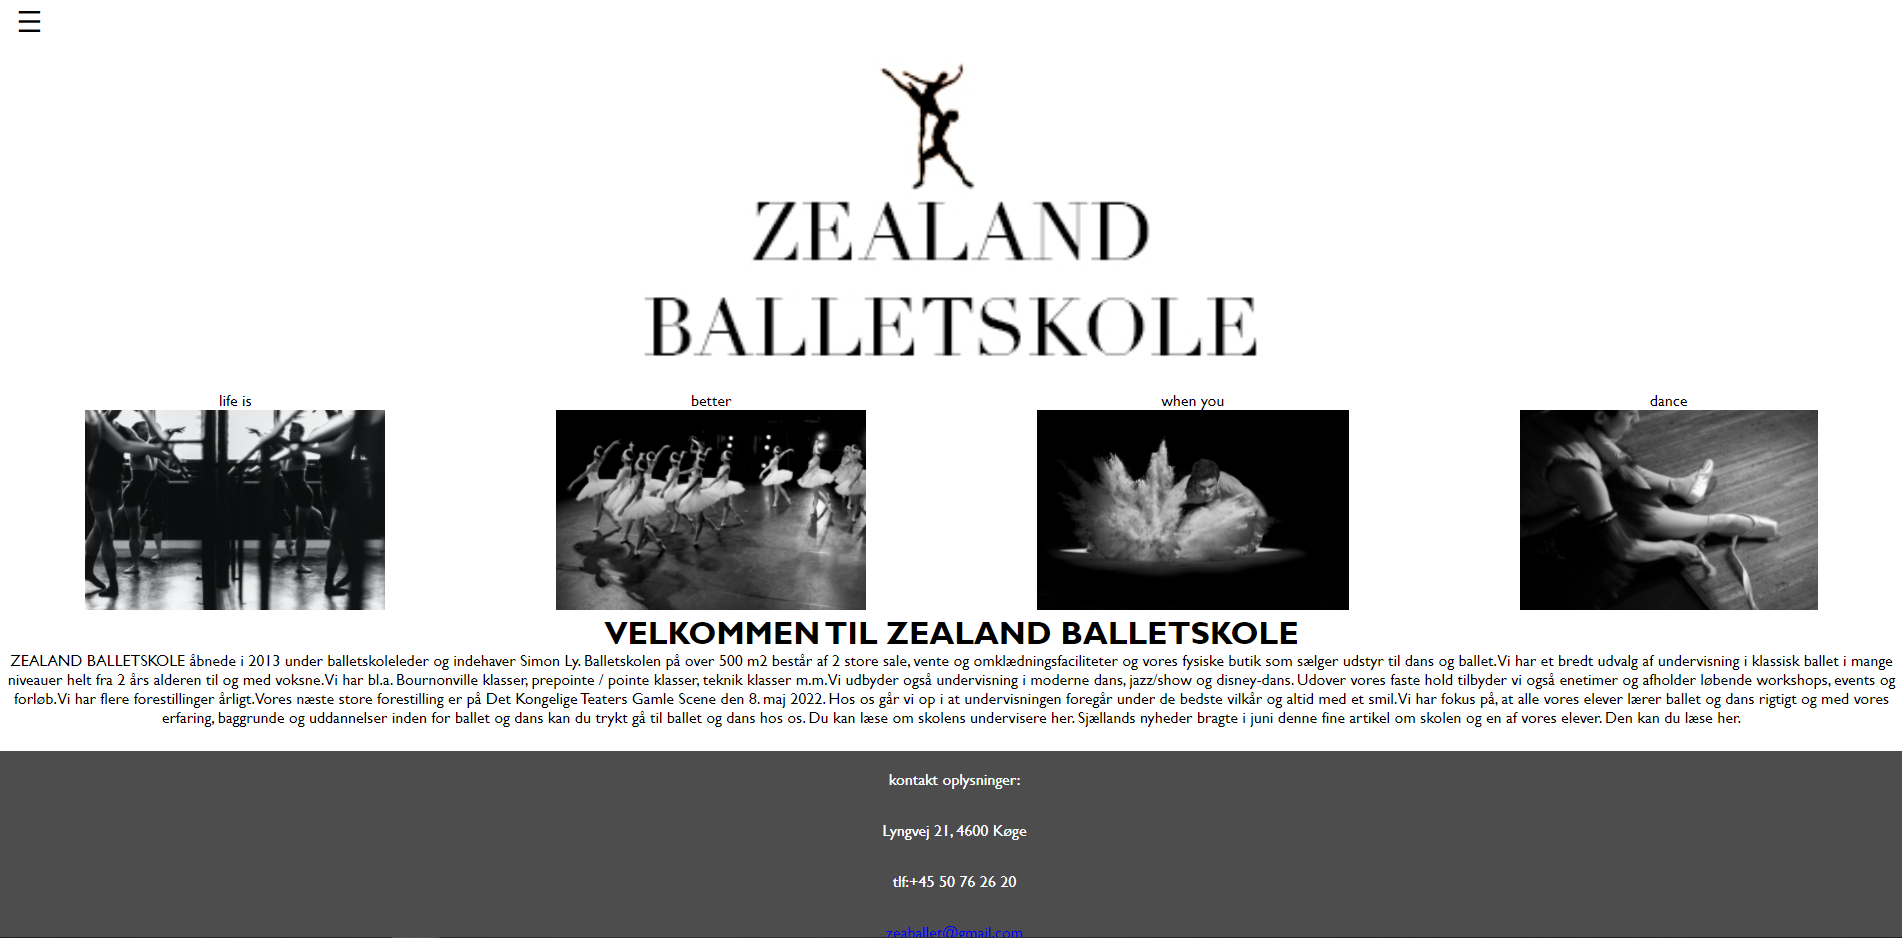 ZEALAND
BALLETSKOLE
life is
better
when you
dance
VELKOMMEN TIL ZEALAND BALLETSKOLE
ZEALAND BALLETSKOLE åbnede i 2013 under balletskoleleder og indehaver Simon Ly. Balletskolen på over 500 m2 består af 2 store sale, vente og omklædningsfaciliteter og vores fysiske butik som sælger udstyr til dans og ballet. Vi har et bredt udvalg af undervisning i klassisk ballet i mange
niveauer helt fra 2 års alderen til og med voksne. Vi har bl.a. Bournonville klasser, prepointe / pointe klasser, teknik klasser m.m. Vi udbyder også undervisning i moderne dans, jazz/show og disney-dans. Udover vores faste hold tilbyder vi også enetimer og afholder løbende workshops, events og
forløb. Vi har flere forestillinger årligt. Vores næste store forestilling er på Det Kongelige Teaters Gamle Scene den 8. maj 2022. Hos os går vi op i at undervisningen foregår under de bedste vilkår og altid med et smil. Vi har fokus på, at alle vores elever lærer ballet og dans rigtigt og med vores
erfaring, baggrunde og uddannelser inden for ballet og dans kan du trykt gå til ballet og dans hos os. Du kan læse om skolens undervisere her. Sjællands nyheder bragte i juni denne fine artikel om skolen og en af vores elever. Den kan du læse her.
kontakt oplysninger:
Lyngvej 21, 4600 Køge
tlf:+45 50 76 26 20
zeaballet@gmail.com